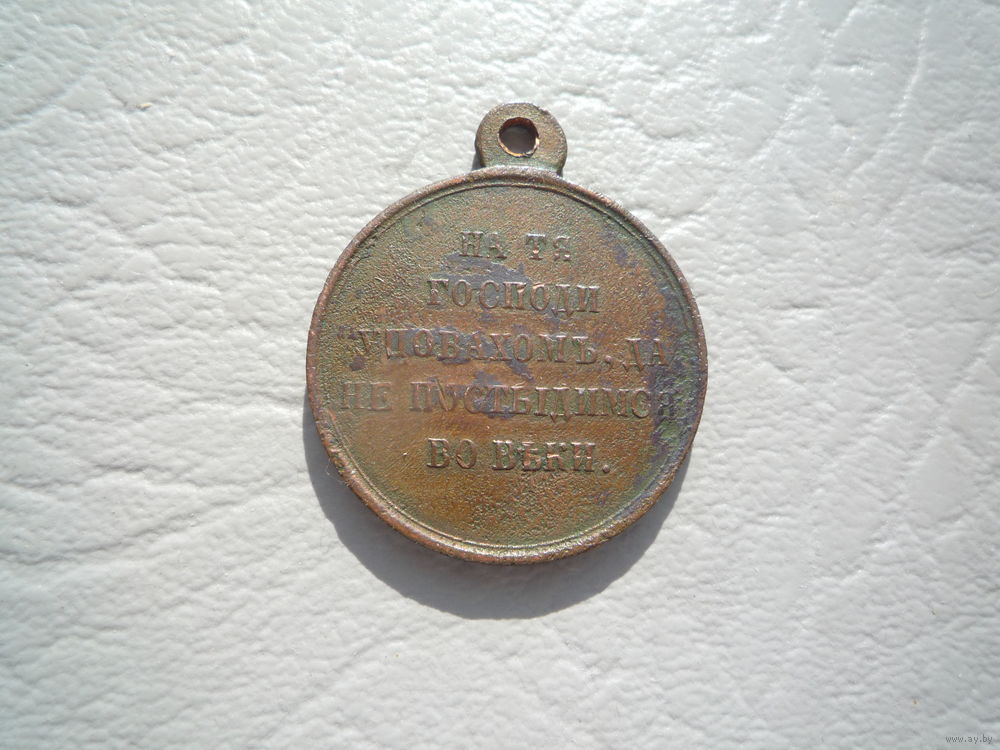 НА ТЯ
ГОСПОДИ
УПОВАХОМЪ, ДА
НЕ ПОСТЫДИМСЯ
ВО ВѢКИ.
www.ay.by